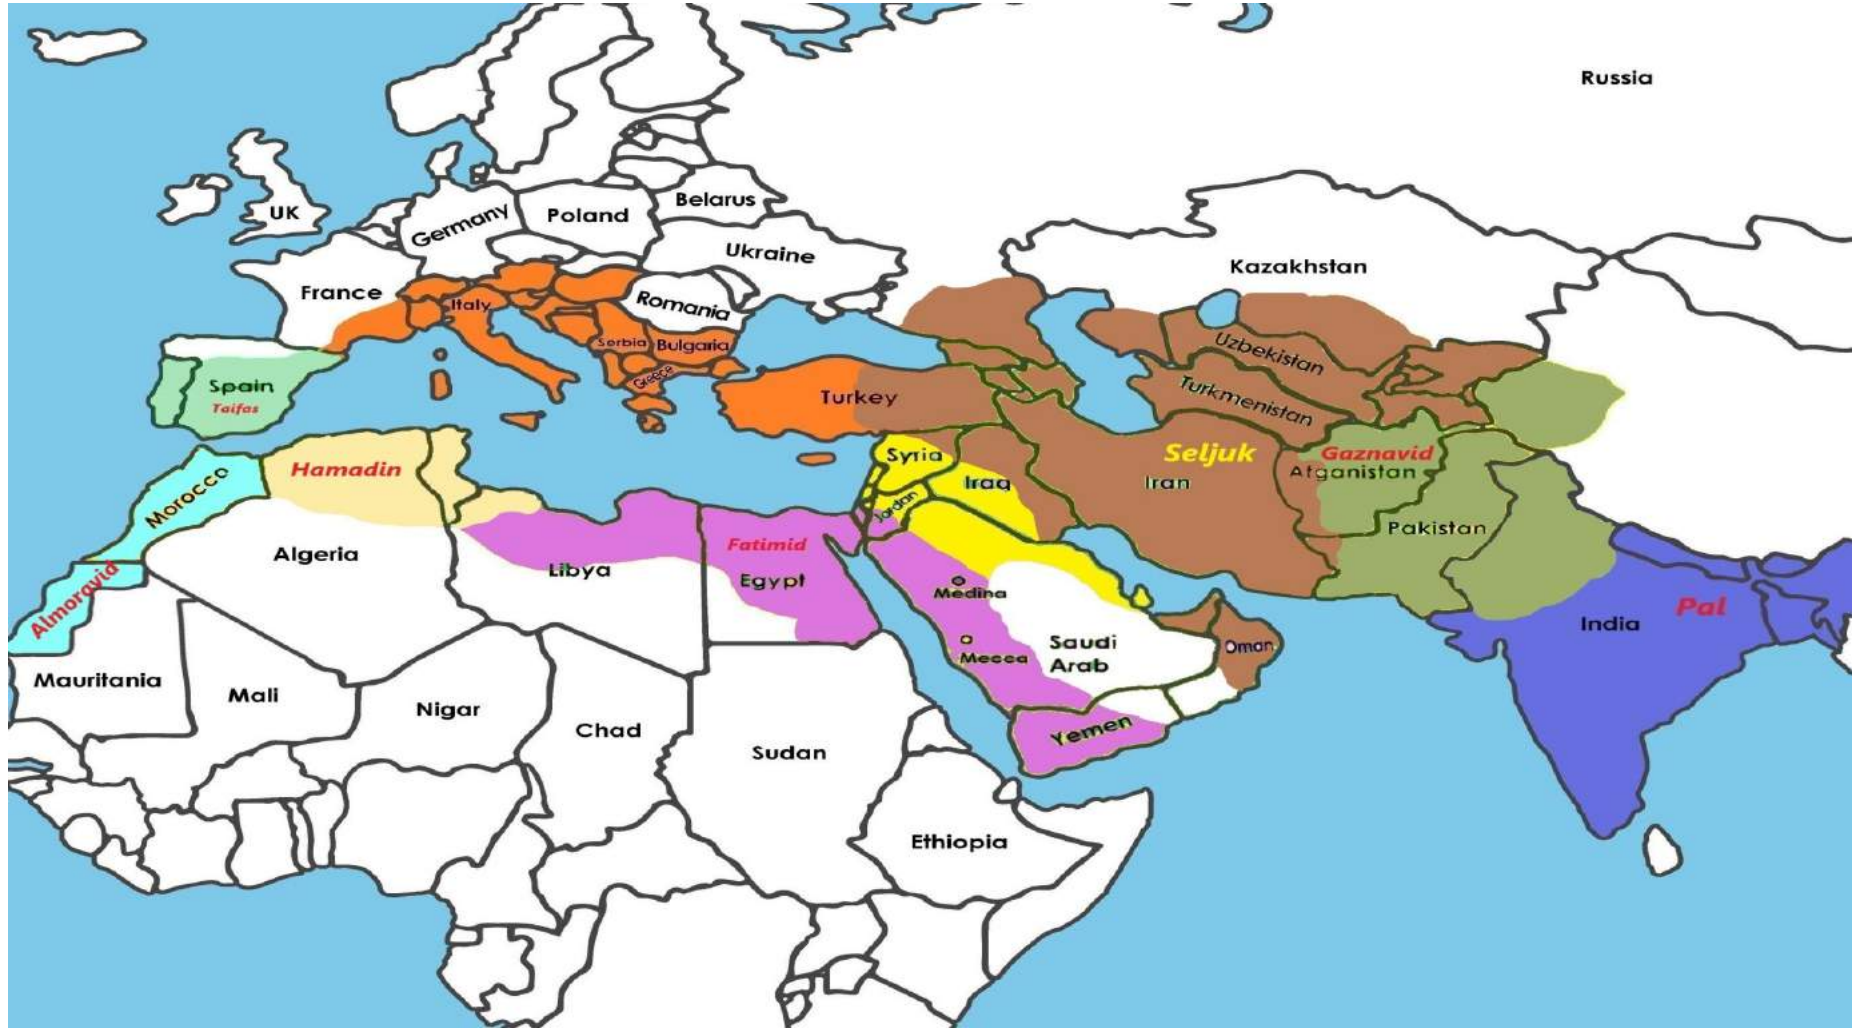 Russia
UK
Germany
Poland
Belarus
Ukraine
France
Italy
Romania
Kazakhstan
Serbia
Bulgaria
Greece
Spain
Taifas
Turkey
Uzbekistan
Turkmenistan
Morocco
Hamadin
Syria
Iraq
Jordan
Seljuk
Iran
Gaznavid
Afganistan
Pakistan
Almoravid
Algeria
Libya
Fatimid
Egypt
Medina
Mecca
Saudi
Arab
Oman
Yemen
India
Pal
Mauritania
Mali
Nigar
Chad
Sudan
Ethiopia